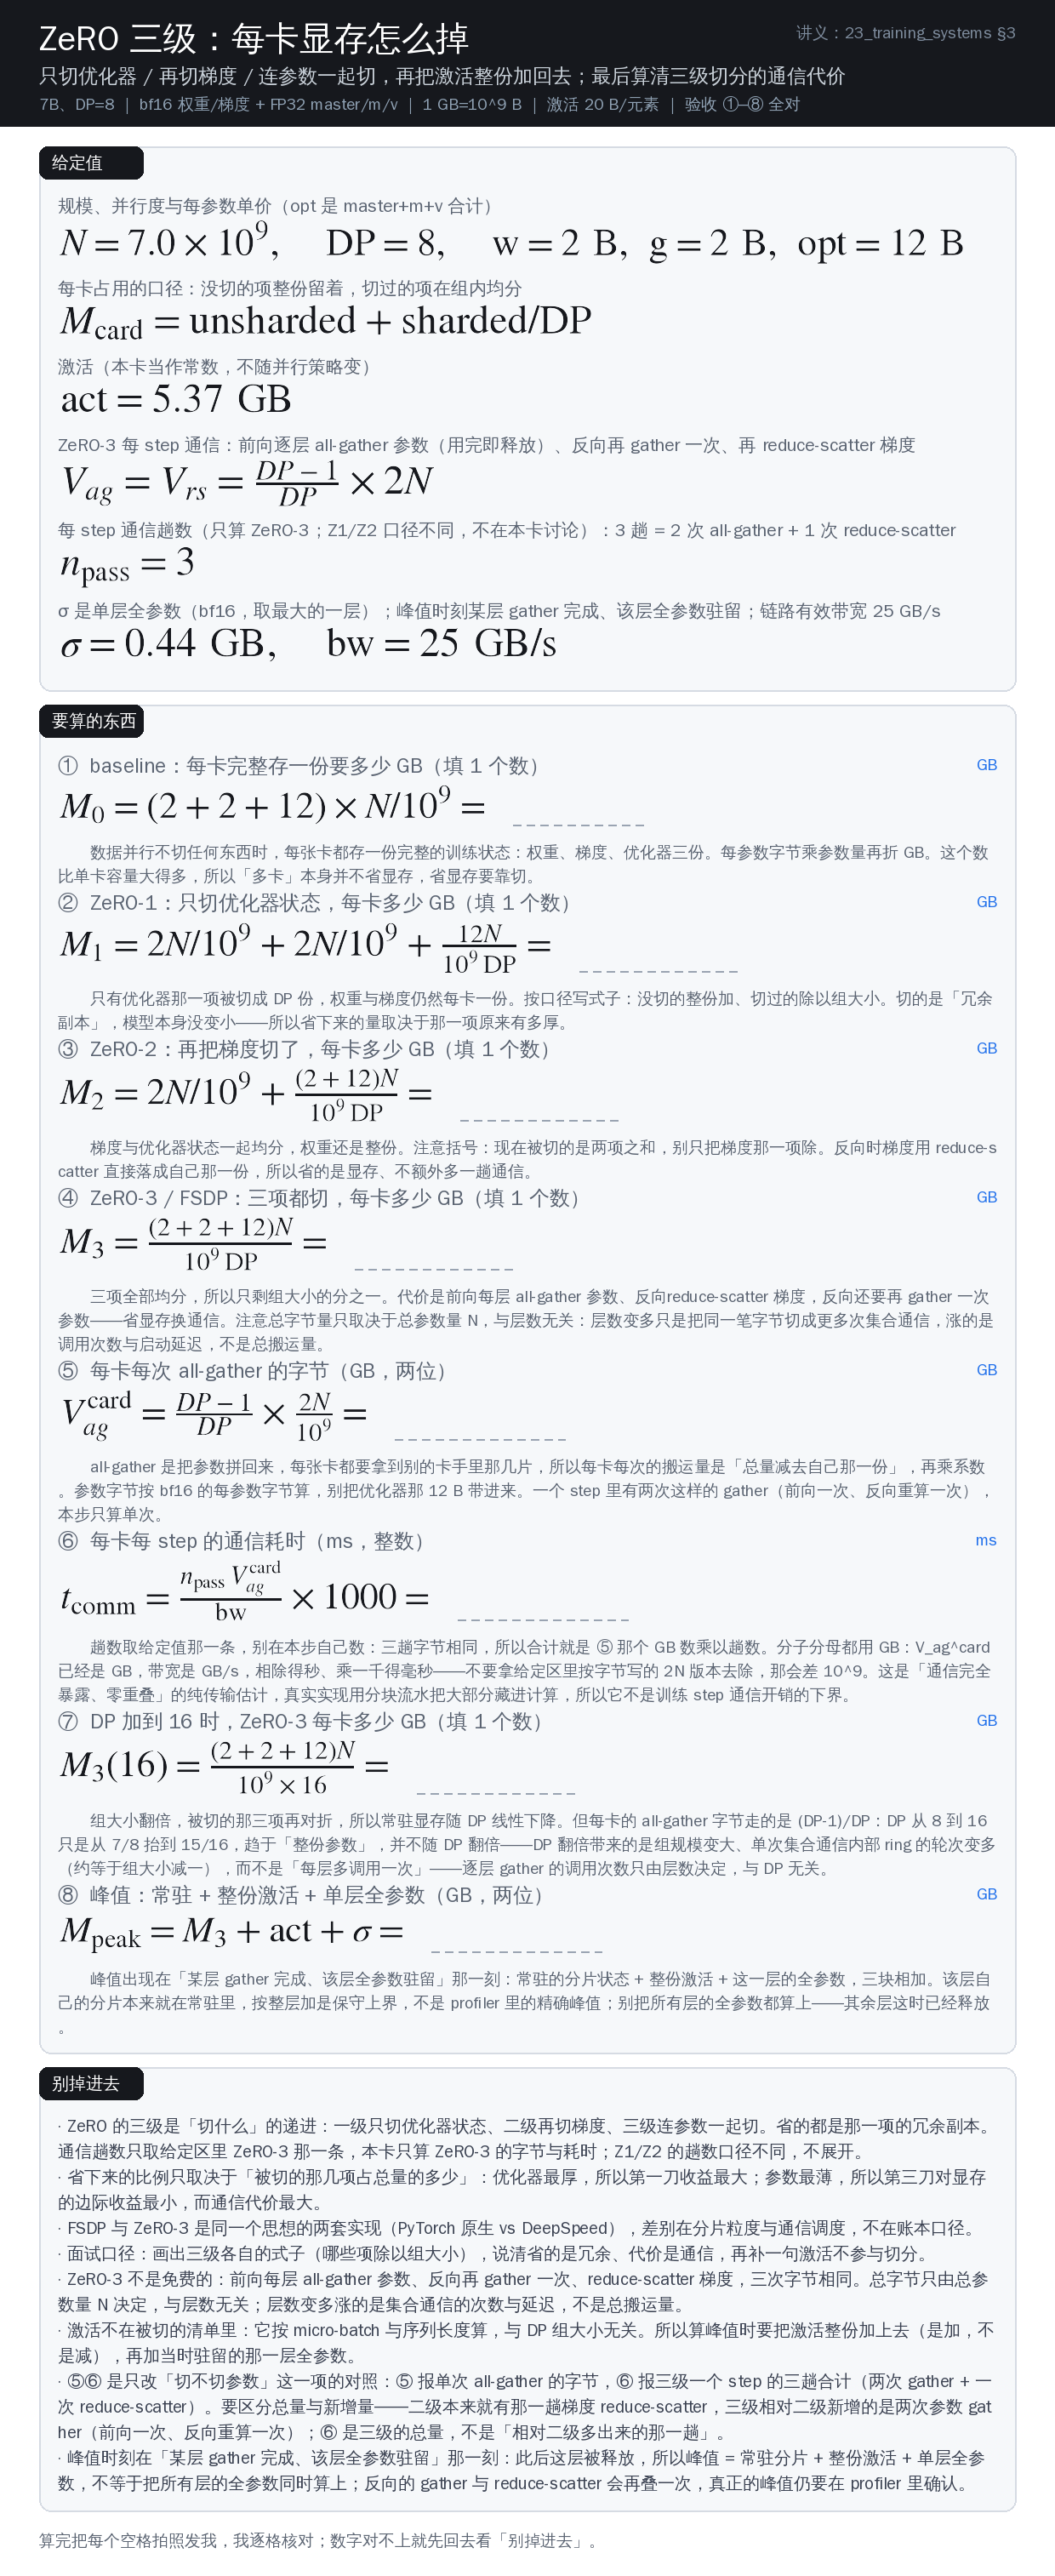 ZeRO 三级：每卡显存怎么掉
讲义：23_training_systems §3
只切优化器 / 再切梯度 / 连参数一起切，再把激活整份加回去；最后算清三级切分的通信代价
7B、DP=8 ｜ bf16 权重/梯度 + FP32 master/m/v ｜ 1 GB=10^9 B ｜ 激活 20 B/元素 ｜ 验收 ①–⑧ 全对
给定值
规模、并行度与每参数单价（opt 是 master+m+v 合计）
N = 7.0 × 10^9, DP = 8, w = 2 B, g = 2 B, opt = 12 B
每卡占用的口径：没切的项整份留着，切过的项在组内均分
M_card = unsharded + sharded/DP
激活（本卡当作常数，不随并行策略变）
act = 5.37 GB
ZeRO-3 每 step 通信：前向逐层 all-gather 参数（用完即释放）、反向再 gather 一次、再 reduce-scatter 梯度
V_ag = V_rs = (DP − 1)/DP × 2N
每 step 通信趟数（只算 ZeRO-3；Z1/Z2 口径不同，不在本卡讨论）：3 趟 = 2 次 all-gather + 1 次 reduce-scatter
n_pass = 3
σ 是单层全参数（bf16，取最大的一层）；峰值时刻某层 gather 完成、该层全参数驻留；链路有效带宽 25 GB/s
σ = 0.44 GB, bw = 25 GB/s
要算的东西
① baseline：每卡完整存一份要多少 GB（填 1 个数）
GB
M_0 = (2 + 2 + 12) × N/10^9 =
数据并行不切任何东西时，每张卡都存一份完整的训练状态：权重、梯度、优化器三份。每参数字节乘参数量再折 GB。这个数
比单卡容量大得多，所以「多卡」本身并不省显存，省显存要靠切。
② ZeRO-1：只切优化器状态，每卡多少 GB（填 1 个数）
GB
M_1 = 2N/10^9 + 2N/10^9 + 12N/(10^9 DP) =
只有优化器那一项被切成 DP 份，权重与梯度仍然每卡一份。按口径写式子：没切的整份加、切过的除以组大小。切的是「冗余
副本」，模型本身没变小——所以省下来的量取决于那一项原来有多厚。
③ ZeRO-2：再把梯度切了，每卡多少 GB（填 1 个数）
GB
M_2 = 2N/10^9 + (2 + 12)N/(10^9 DP) =
梯度与优化器状态一起均分，权重还是整份。注意括号：现在被切的是两项之和，别只把梯度那一项除。反向时梯度用 reduce-s
catter 直接落成自己那一份，所以省的是显存、不额外多一趟通信。
④ ZeRO-3 / FSDP：三项都切，每卡多少 GB（填 1 个数）
GB
M_3 = (2 + 2 + 12)N/(10^9 DP) =
三项全部均分，所以只剩组大小的分之一。代价是前向每层 all-gather 参数、反向reduce-scatter 梯度，反向还要再 gather 一次
参数——省显存换通信。注意总字节量只取决于总参数量 N，与层数无关：层数变多只是把同一笔字节切成更多次集合通信，涨的是
调用次数与启动延迟，不是总搬运量。
⑤ 每卡每次 all-gather 的字节（GB，两位）
GB
V_ag^card = (DP − 1)/DP × 2N/10^9 =
all-gather 是把参数拼回来，每张卡都要拿到别的卡手里那几片，所以每卡每次的搬运量是「总量减去自己那一份」，再乘系数
。参数字节按 bf16 的每参数字节算，别把优化器那 12 B 带进来。一个 step 里有两次这样的 gather（前向一次、反向重算一次），
本步只算单次。
⑥ 每卡每 step 的通信耗时（ms，整数）
ms
t_comm = n_pass V_ag^card / bw × 1000 =
趟数取给定值那一条，别在本步自己数：三趟字节相同，所以合计就是 ⑤ 那个 GB 数乘以趟数。分子分母都用 GB：V_ag^card
已经是 GB，带宽是 GB/s，相除得秒、乘一千得毫秒——不要拿给定区里按字节写的 2N 版本去除，那会差 10^9。这是「通信完全
暴露、零重叠」的纯传输估计，真实实现用分块流水把大部分藏进计算，所以它不是训练 step 通信开销的下界。
⑦ DP 加到 16 时，ZeRO-3 每卡多少 GB（填 1 个数）
GB
M_3(16) = (2 + 2 + 12)N/(10^9 × 16) =
组大小翻倍，被切的那三项再对折，所以常驻显存随 DP 线性下降。但每卡的 all-gather 字节走的是 (DP-1)/DP：DP 从 8 到 16
只是从 7/8 抬到 15/16，趋于「整份参数」，并不随 DP 翻倍——DP 翻倍带来的是组规模变大、单次集合通信内部 ring 的轮次变多
（约等于组大小减一），而不是「每层多调用一次」——逐层 gather 的调用次数只由层数决定，与 DP 无关。
⑧ 峰值：常驻 + 整份激活 + 单层全参数（GB，两位）
GB
M_peak = M_3 + act + σ =
峰值出现在「某层 gather 完成、该层全参数驻留」那一刻：常驻的分片状态 + 整份激活 + 这一层的全参数，三块相加。该层自
己的分片本来就在常驻里，按整层加是保守上界，不是 profiler 里的精确峰值；别把所有层的全参数都算上——其余层这时已经释放
。
别掉进去
· ZeRO 的三级是「切什么」的递进：一级只切优化器状态、二级再切梯度、三级连参数一起切。省的都是那一项的冗余副本。
通信趟数只取给定区里 ZeRO-3 那一条，本卡只算 ZeRO-3 的字节与耗时；Z1/Z2 的趟数口径不同，不展开。
· 省下来的比例只取决于「被切的那几项占总量的多少」：优化器最厚，所以第一刀收益最大；参数最薄，所以第三刀对显存
的边际收益最小，而通信代价最大。
· FSDP 与 ZeRO-3 是同一个思想的两套实现（PyTorch 原生 vs DeepSpeed），差别在分片粒度与通信调度，不在账本口径。
· 面试口径：画出三级各自的式子（哪些项除以组大小），说清省的是冗余、代价是通信，再补一句激活不参与切分。
· ZeRO-3 不是免费的：前向每层 all-gather 参数、反向再 gather 一次、reduce-scatter 梯度，三次字节相同。总字节只由总参
数量 N 决定，与层数无关；层数变多涨的是集合通信的次数与延迟，不是总搬运量。
· 激活不在被切的清单里：它按 micro-batch 与序列长度算，与 DP 组大小无关。所以算峰值时要把激活整份加上去（是加，不
是减），再加当时驻留的那一层全参数。
· ⑤⑥ 是只改「切不切参数」这一项的对照：⑤ 报单次 all-gather 的字节，⑥ 报三级一个 step 的三趟合计（两次 gather + 一
次 reduce-scatter）。要区分总量与新增量——二级本来就有那一趟梯度 reduce-scatter，三级相对二级新增的是两次参数 gat
her（前向一次、反向重算一次）；⑥ 是三级的总量，不是「相对二级多出来的那一趟」。
· 峰值时刻在「某层 gather 完成、该层全参数驻留」那一刻：此后这层被释放，所以峰值 = 常驻分片 + 整份激活 + 单层全参
数，不等于把所有层的全参数同时算上；反向的 gather 与 reduce-scatter 会再叠一次，真正的峰值仍要在 profiler 里确认。
算完把每个空格拍照发我，我逐格核对；数字对不上就先回去看「别掉进去」。